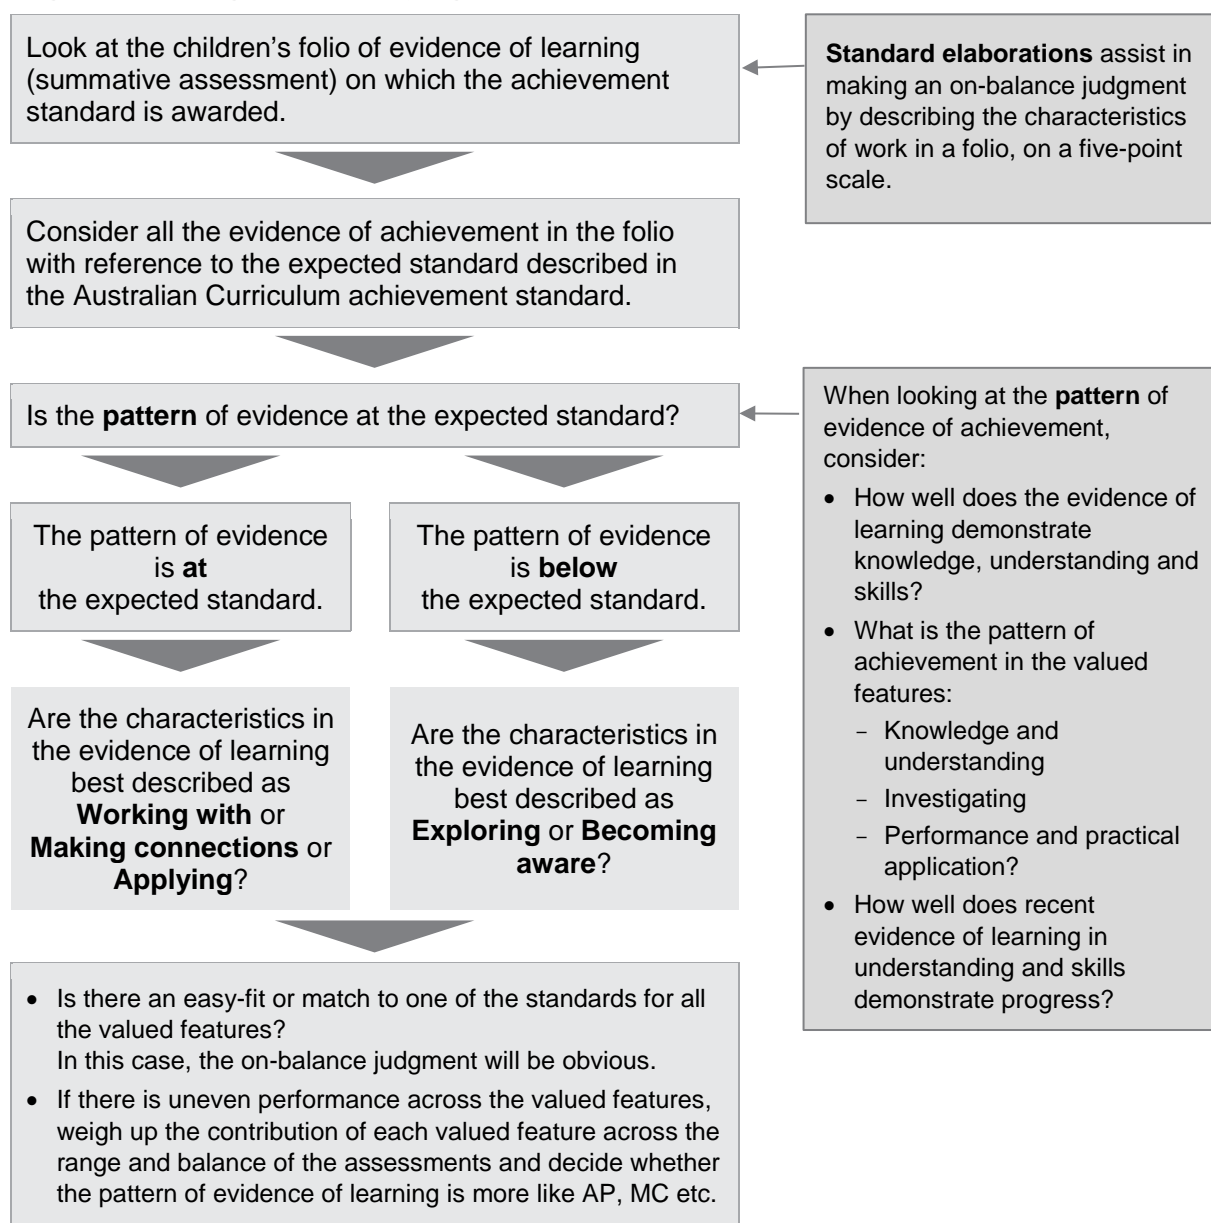 Look at the children’s folio of evidence of learning
(summative assessment) on which the achievement
standard is awarded.
Standard elaborations assist in
making an on-balance judgment
by describing the characteristics
of work in a folio, on a five-point
scale.
Consider all the evidence of achievement in the folio
with reference to the expected standard described in
the Australian Curriculum achievement standard.
Is the pattern of evidence at the expected standard?
When looking at the pattern of
evidence of achievement,
consider:
• How well does the evidence of
learning demonstrate
knowledge, understanding and
skills?
• What is the pattern of
achievement in the valued
features:
- Knowledge and
understanding
- Investigating
- Performance and practical
application?
• How well does recent
evidence of learning in
understanding and skills
demonstrate progress?
The pattern of evidence
is at
the expected standard.
The pattern of evidence
is below
the expected standard.
Are the characteristics in
the evidence of learning
best described as
Working with or
Making connections or
Applying?
Are the characteristics in
the evidence of learning
best described as
Exploring or Becoming
aware?
• Is there an easy-fit or match to one of the standards for all
the valued features?
In this case, the on-balance judgment will be obvious.
• If there is uneven performance across the valued features,
weigh up the contribution of each valued feature across the
range and balance of the assessments and decide whether
the pattern of evidence of learning is more like AP, MC etc.